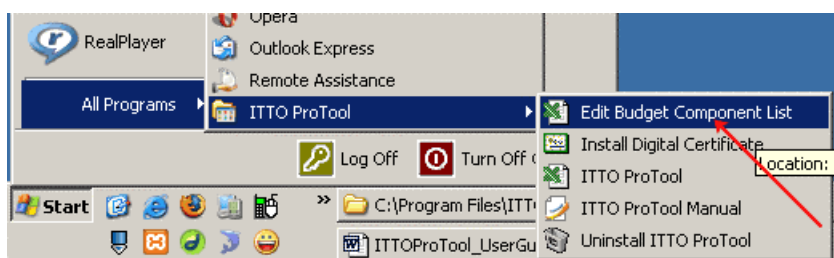 Opera
RealPlayer
Outlook Express
Remote Assistance
All Programs
ITTO ProTool
Edit Budget Component List
Install Digital Certificate
Location:
Log Off
Turn Off
ITTO ProTool
Start
»
C:\Program Files\ITT
ITTO ProTool Manual
ITTOProTool_UserGu
Uninstall ITTO ProTool